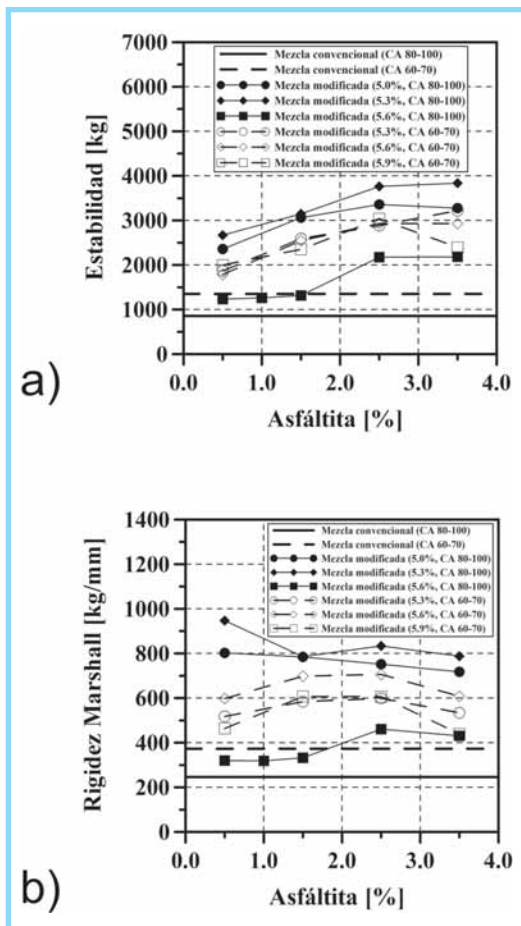 Mezcla convencional (CA 80-100)
Mezcla convencional (CA 60-70)
Mezcla modificada (5.0%, CA 80-100)
Mezcla modificada (5.3%, CA 80-100)
Mezcla modificada (5.6%, CA 80-100)
Mezcla modificada (5.3%, CA 60-70)
Mezcla modificada (5.6%, CA 60-70)
Mezcla modificada (5.9%, CA 60-70)
7000
6000
5000
4000
3000
2000
1000
0
Estabilidad [kg]
0.0 1.0 2.0 3.0 4.0
Asfáltita [%]
a)
Mezcla convencional (CA 80-100)
Mezcla convencional (CA 60-70)
Mezcla modificada (5.0%, CA 80-100)
Mezcla modificada (5.3%, CA 80-100)
Mezcla modificada (5.6%, CA 80-100)
Mezcla modificada (5.3%, CA 60-70)
Mezcla modificada (5.6%, CA 60-70)
Mezcla modificada (5.9%, CA 60-70)
1400
1200
1000
800
600
400
200
0
Rigidez Marshall [kg/mm]
0.0 1.0 2.0 3.0 4.0
Asfáltita [%]
b)